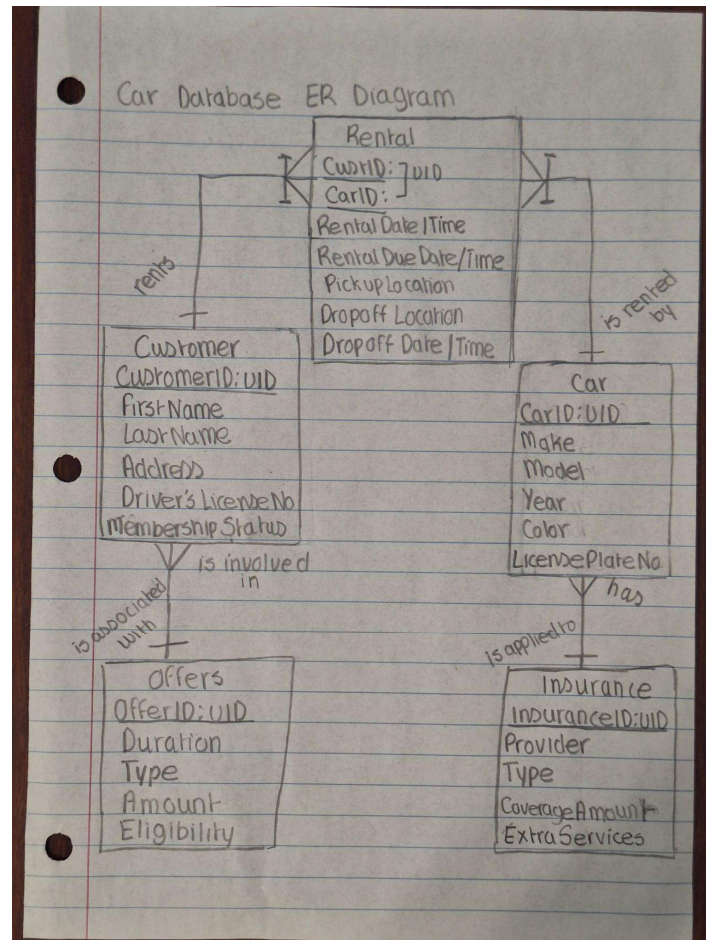 Car Database ER Diagram
Rental
CustID: ] UID
CarID:
Rental Date/Time
Rental Due Date/Time
Pickup Location
Dropoff Location
Dropoff Date/Time
rents
is rented
by
Customer
CustomerID: UID
FirstName
LastName
Address
Driver's LicenseNo
Membership Status
Car
CarID: UID
Make
Model
Year
Color
LicensePlateNo
is involved
in
is associated
with
has
is applied to
Offers
OfferID: UID
Duration
Type
Amount
Eligibility
Insurance
InsuranceID: UID
Provider
Type
CoverageAmount
ExtraServices